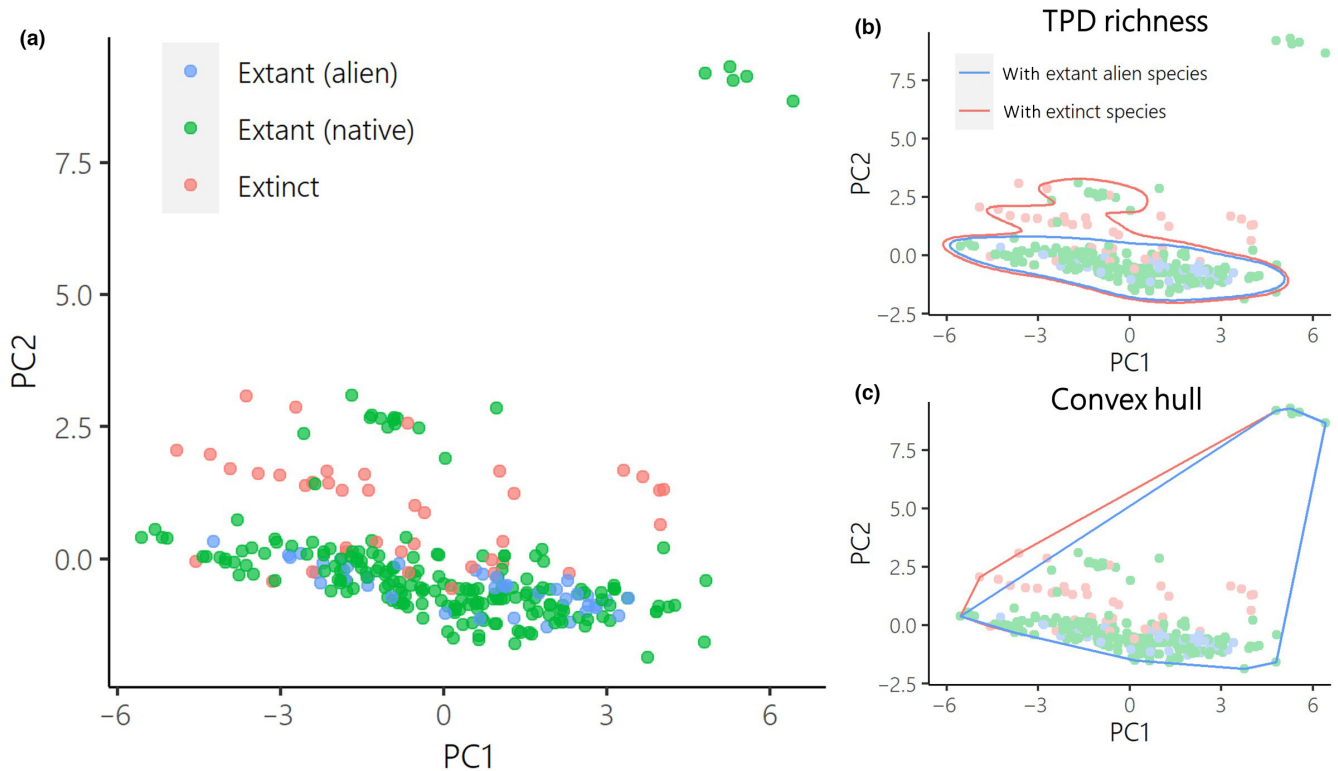 (a)
Extant (alien)
Extant (native)
Extinct
7.5
5.0
2.5
0.0
PC2
−6
−3
0
3
6
PC1
(b)
TPD richness
With extant alien species
With extinct species
7.5
5.0
2.5
0.0
−2.5
PC2
−6
−3
0
3
6
PC1
(c)
Convex hull
7.5
5.0
2.5
0.0
−2.5
PC2
−6
−3
0
3
6
PC1